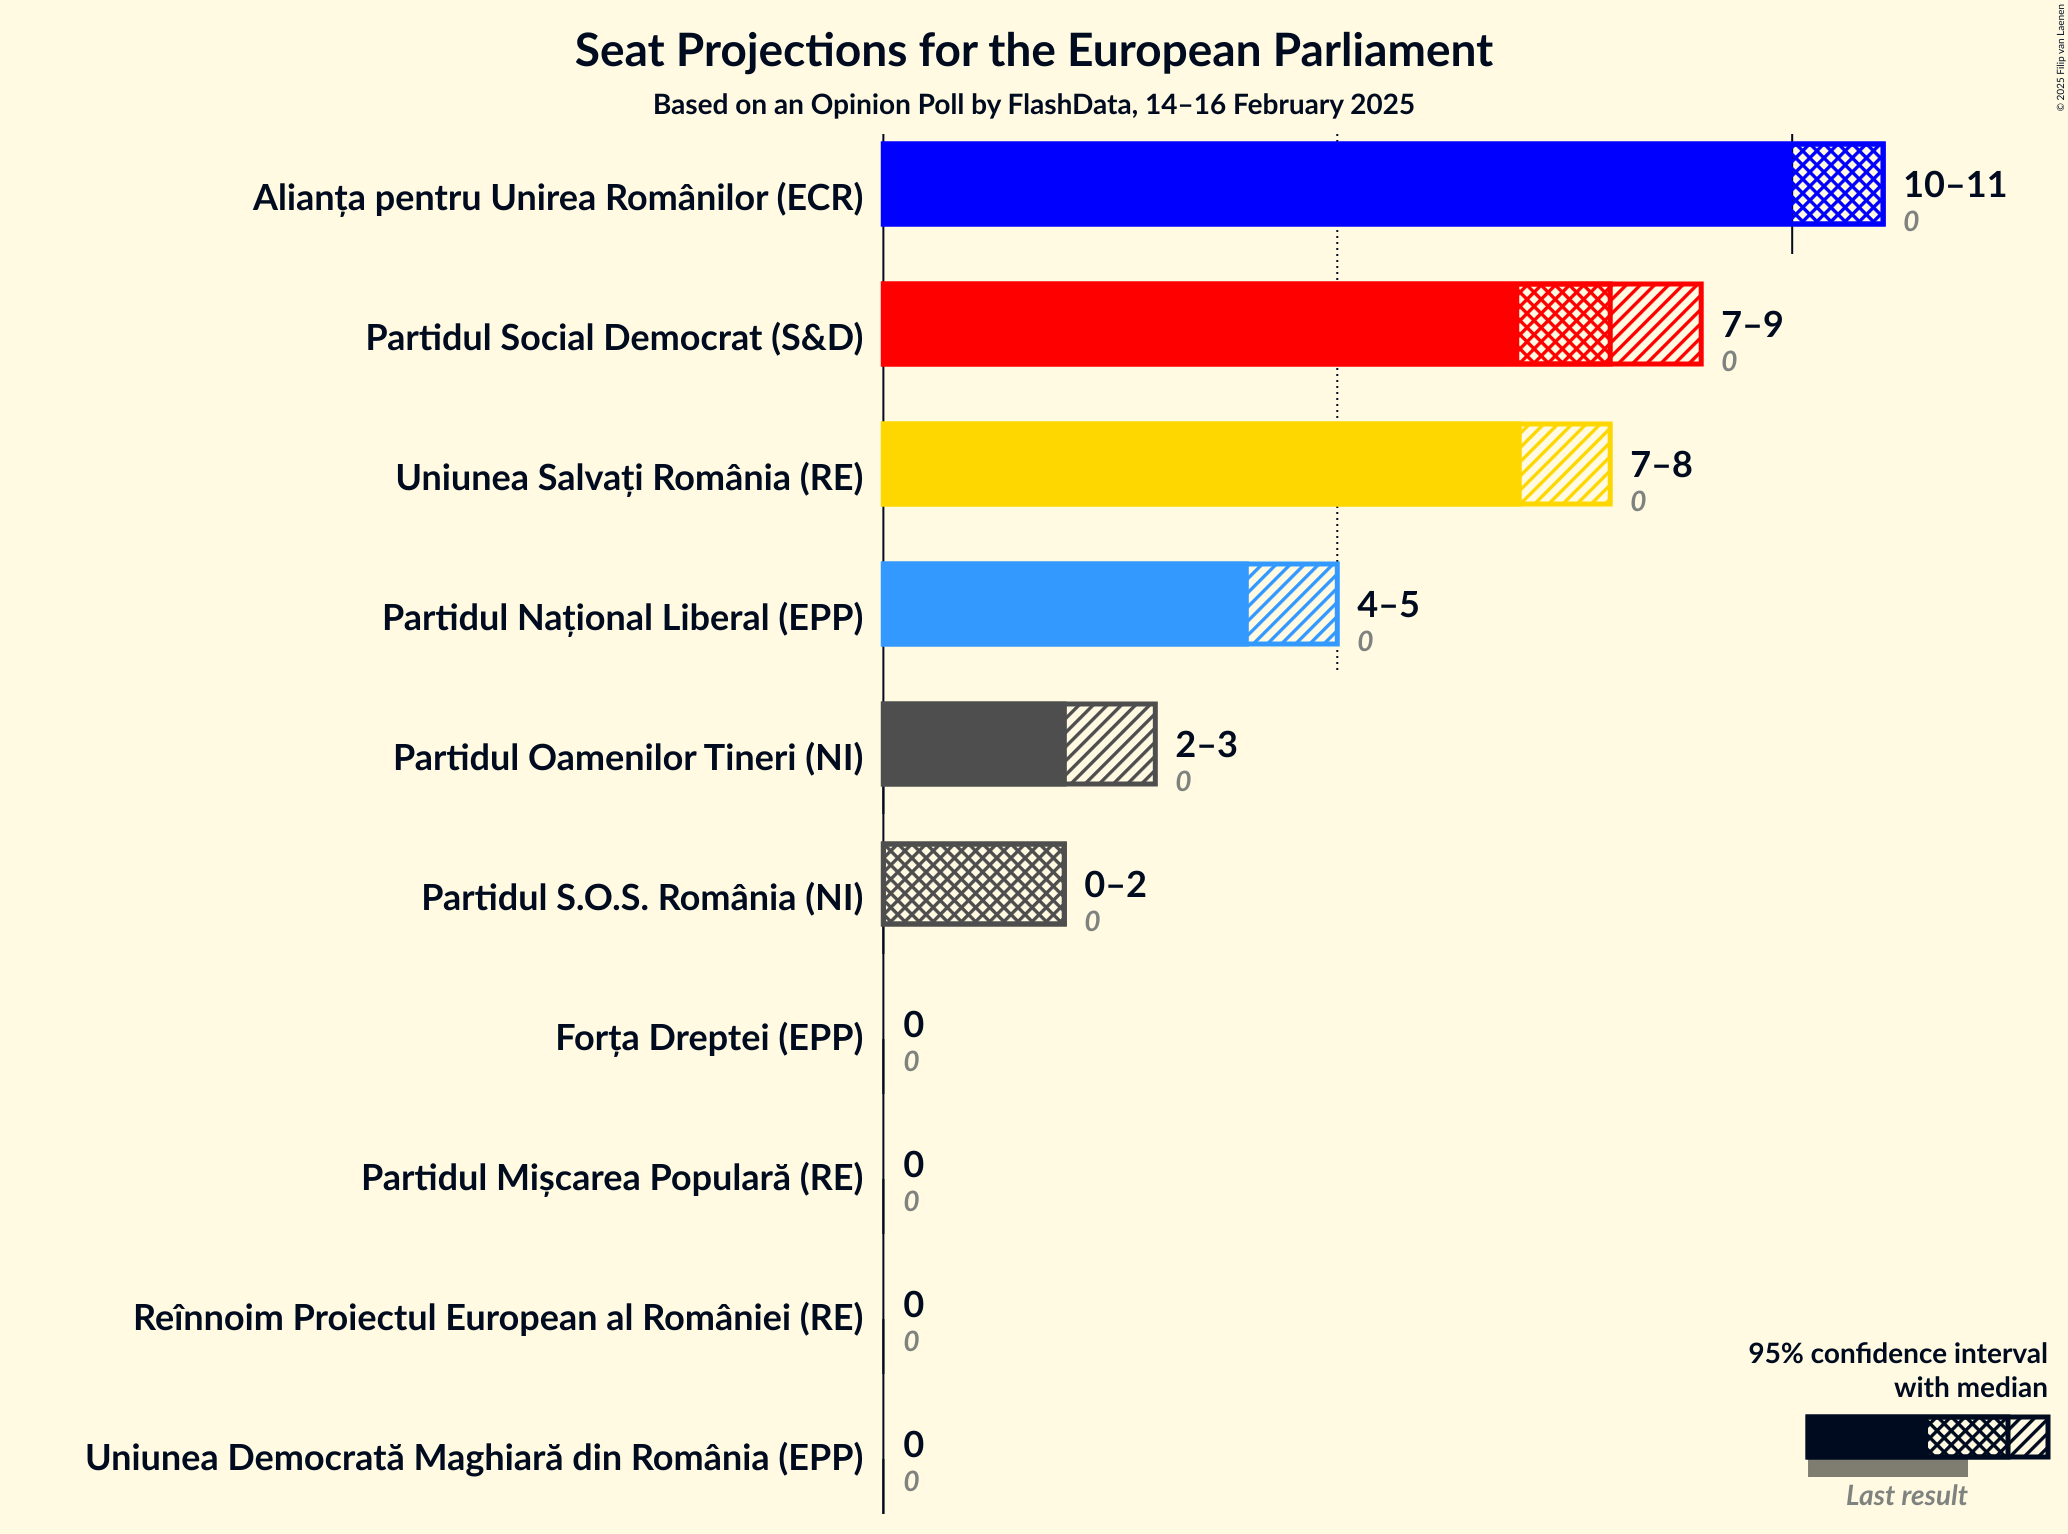 Seat Projections for the European Parliament
Based on an Opinion Poll by FlashData, 14–16 February 2025
© 2025 Filip van Laenen
Alianța pentru Unirea Românilor (ECR)
10–11
0
Partidul Social Democrat (S&D)
7–9
0
Uniunea Salvați România (RE)
7–8
0
Partidul Național Liberal (EPP)
4–5
0
Partidul Oamenilor Tineri (NI)
2–3
0
Partidul S.O.S. România (NI)
0–2
0
Forța Dreptei (EPP)
0
0
Partidul Mișcarea Populară (RE)
0
0
Reînnoim Proiectul European al României (RE)
0
0
Uniunea Democrată Maghiară din România (EPP)
0
0
95% confidence interval
with median
Last result